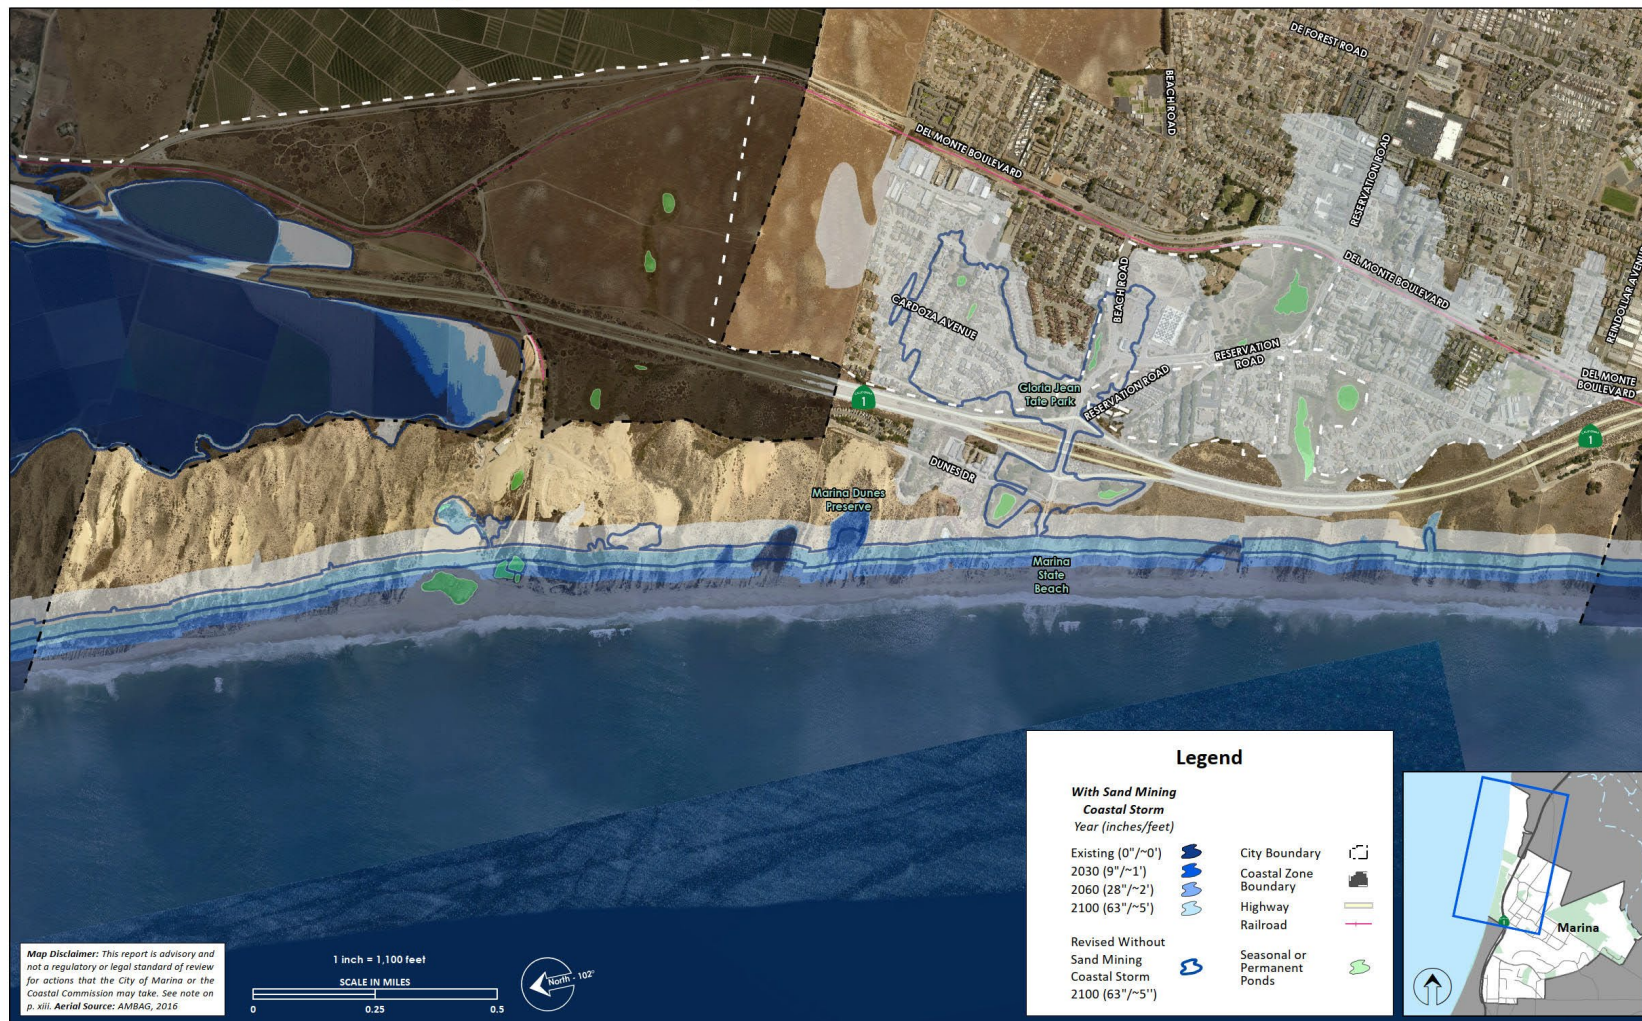 DE FOREST ROAD
BEACH ROAD
DEL MONTE BOULEVARD
RESERVATION ROAD
DEL MONTE BOULEVARD
REINDOLLAR AVENUE
BEACH ROAD
CARDOZA AVENUE
RESERVATION
ROAD
Gloria Jean
Tate Park
RESERVATION ROAD
DEL MONTE
BOULEVARD
CALIFORNIA
1
CALIFORNIA
1
DUNES DR
Marina Dunes
Preserve
Marina
State
Beach
Legend
With Sand Mining
Coastal Storm
Year (inches/feet)
Existing (0"/~0')
2030 (9"/~1')
2060 (28"/~2')
2100 (63"/~5')
Revised Without
Sand Mining
Coastal Storm
2100 (63"/~5'')
City Boundary
Coastal Zone
Boundary
Highway
Railroad
Seasonal or
Permanent
Ponds
1
Marina
Map Disclaimer: This report is advisory and
not a regulatory or legal standard of review
for actions that the City of Marina or the
Coastal Commission may take. See note on
p. xiii. Aerial Source: AMBAG, 2016
1 inch = 1,100 feet
SCALE IN MILES
0 0.25 0.5
North - 102°